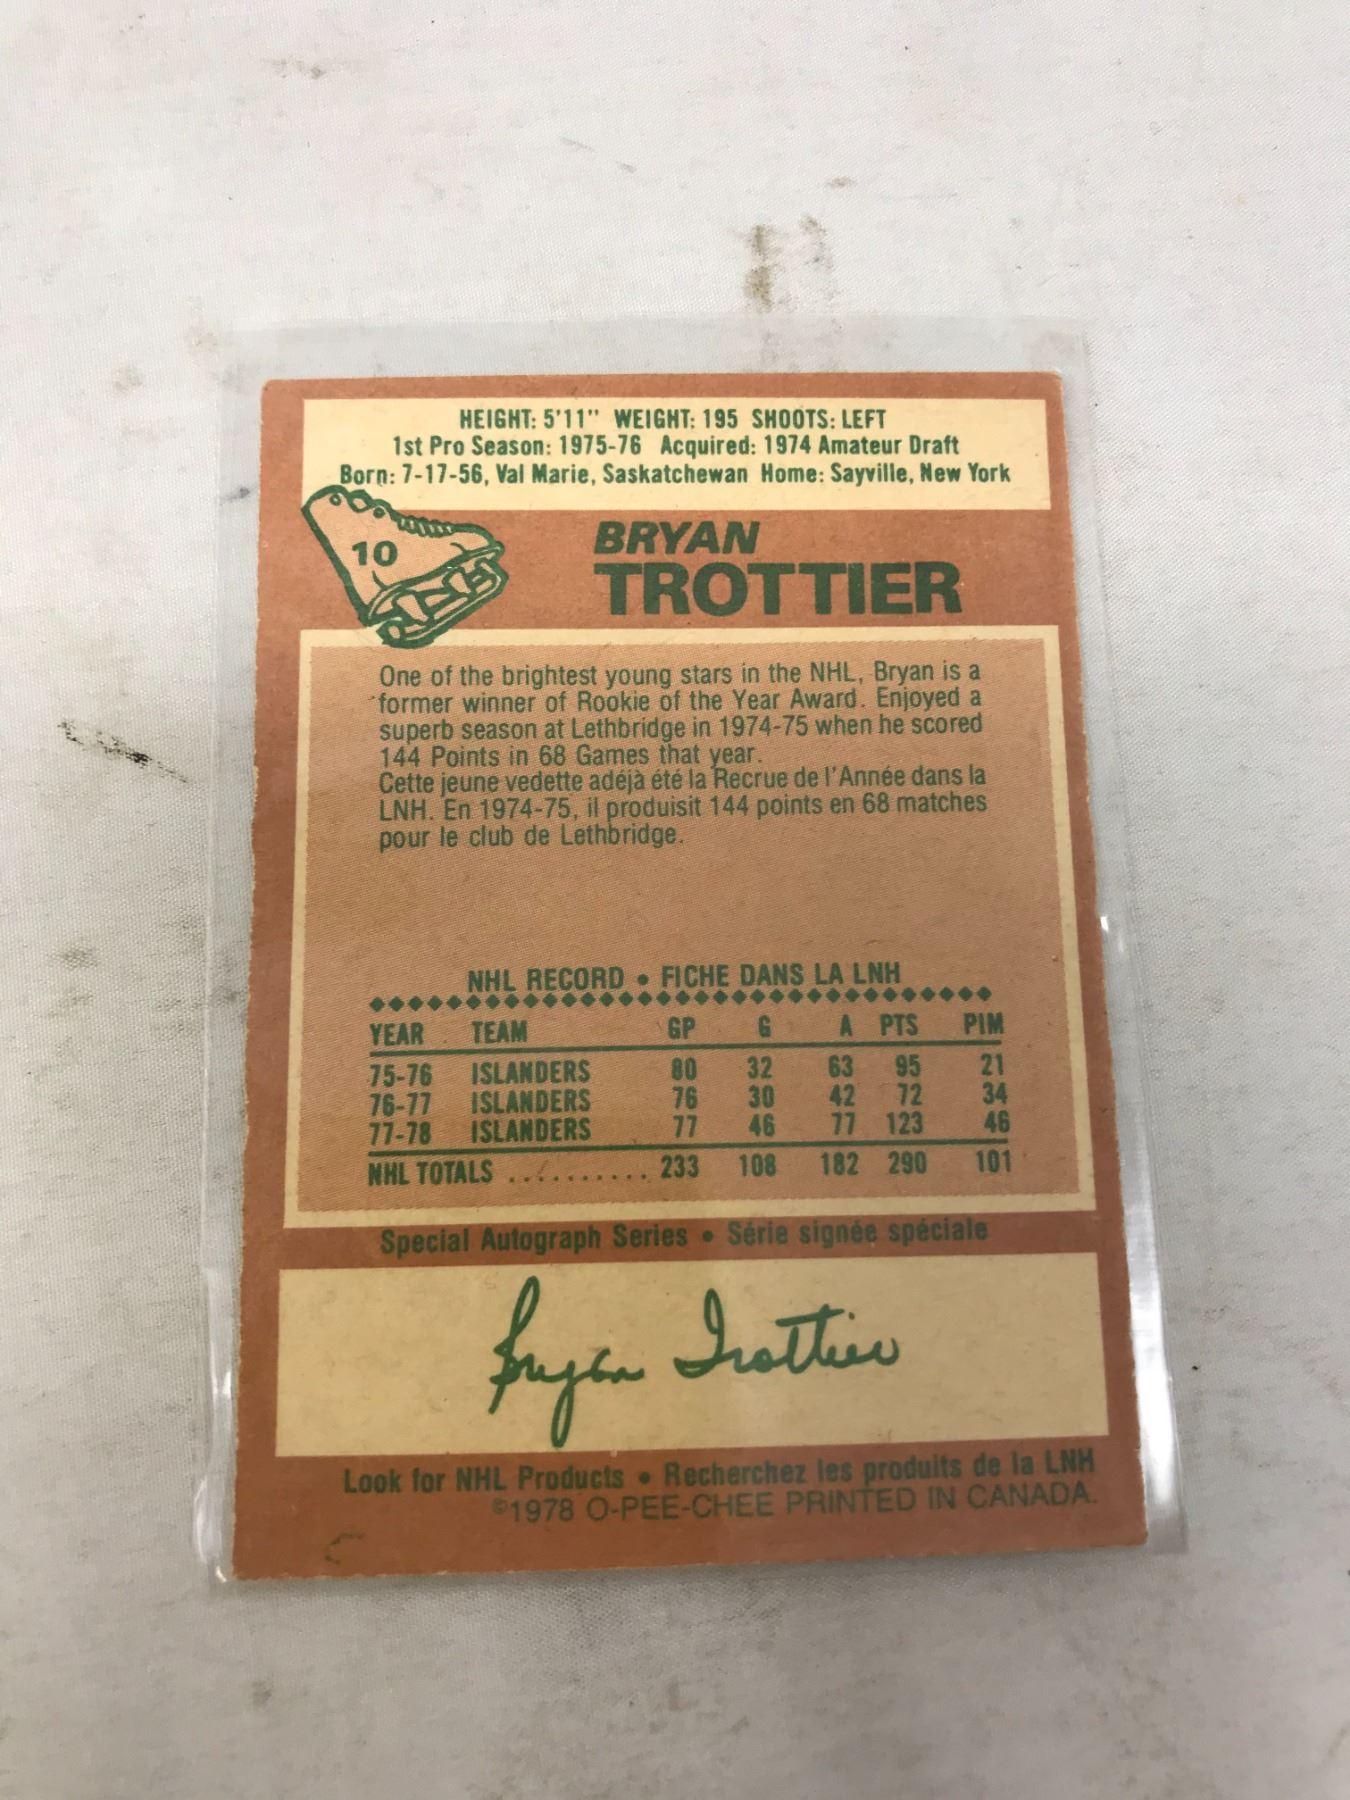 HEIGHT: 5'11" WEIGHT: 195 SHOOTS: LEFT
1st Pro Season: 1975-76 Acquired: 1974 Amateur Draft
Born: 7-17-56, Val Marie, Saskatchewan Home: Sayville, New York
10
BRYAN
TROTTIER
One of the brightest young stars in the NHL, Bryan is a
former winner of Rookie of the Year Award. Enjoyed a
superb season at Lethbridge in 1974-75 when he scored
144 Points in 68 Games that year.
Cette jeune vedette adéjà été la Recrue de l'Année dans la
LNH. En 1974-75, il produisit 144 points en 68 matches
pour le club de Lethbridge.
NHL RECORD • FICHE DANS LA LNH
YEAR TEAM GP G A PTS PIM
75-76 ISLANDERS 80 32 63 95 21
76-77 ISLANDERS 76 30 42 72 34
77-78 ISLANDERS 77 46 77 123 46
NHL TOTALS .......... 233 108 182 290 101
Special Autograph Series • Série signée spéciale
Bryan Trottier
Look for NHL Products • Recherchez les produits de la LNH
©1978 O-PEE-CHEE PRINTED IN CANADA.